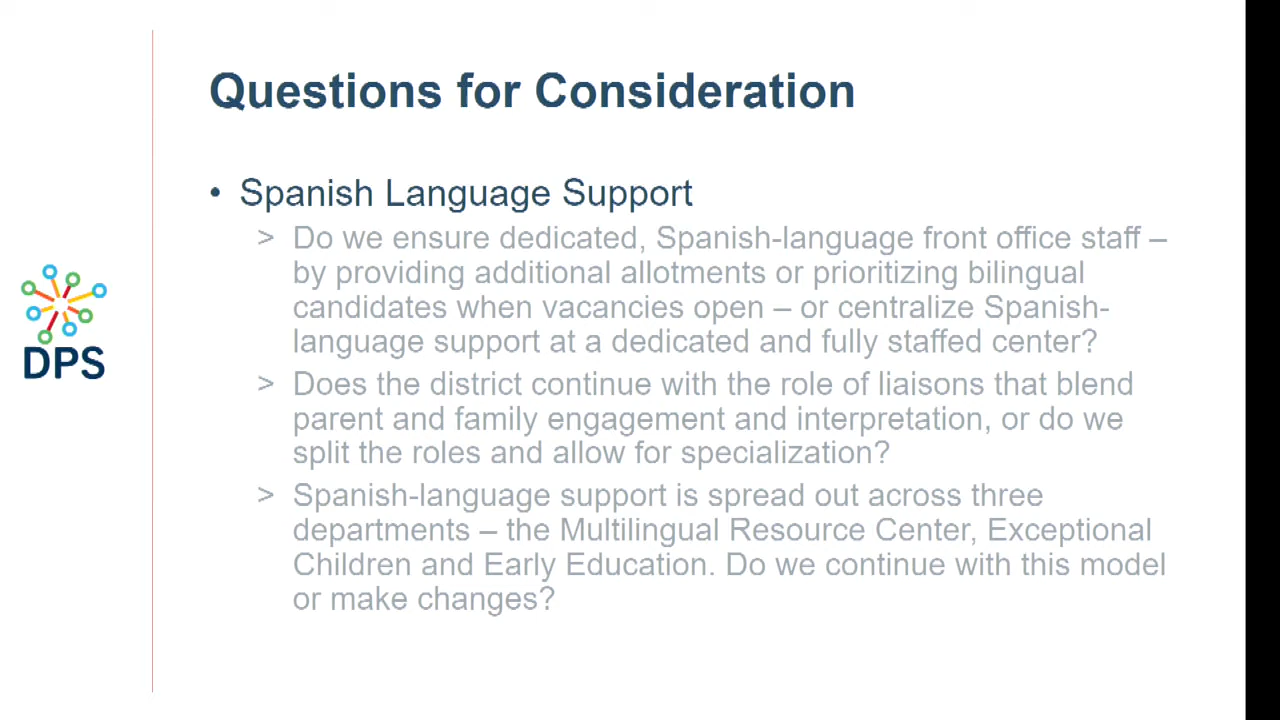 Questions for Consideration
• Spanish Language Support
> Do we ensure dedicated, Spanish-language front office staff –
by providing additional allotments or prioritizing bilingual
candidates when vacancies open – or centralize Spanish-
language support at a dedicated and fully staffed center?
> Does the district continue with the role of liaisons that blend
parent and family engagement and interpretation, or do we
split the roles and allow for specialization?
> Spanish-language support is spread out across three
departments – the Multilingual Resource Center, Exceptional
Children and Early Education. Do we continue with this model
or make changes?
DPS